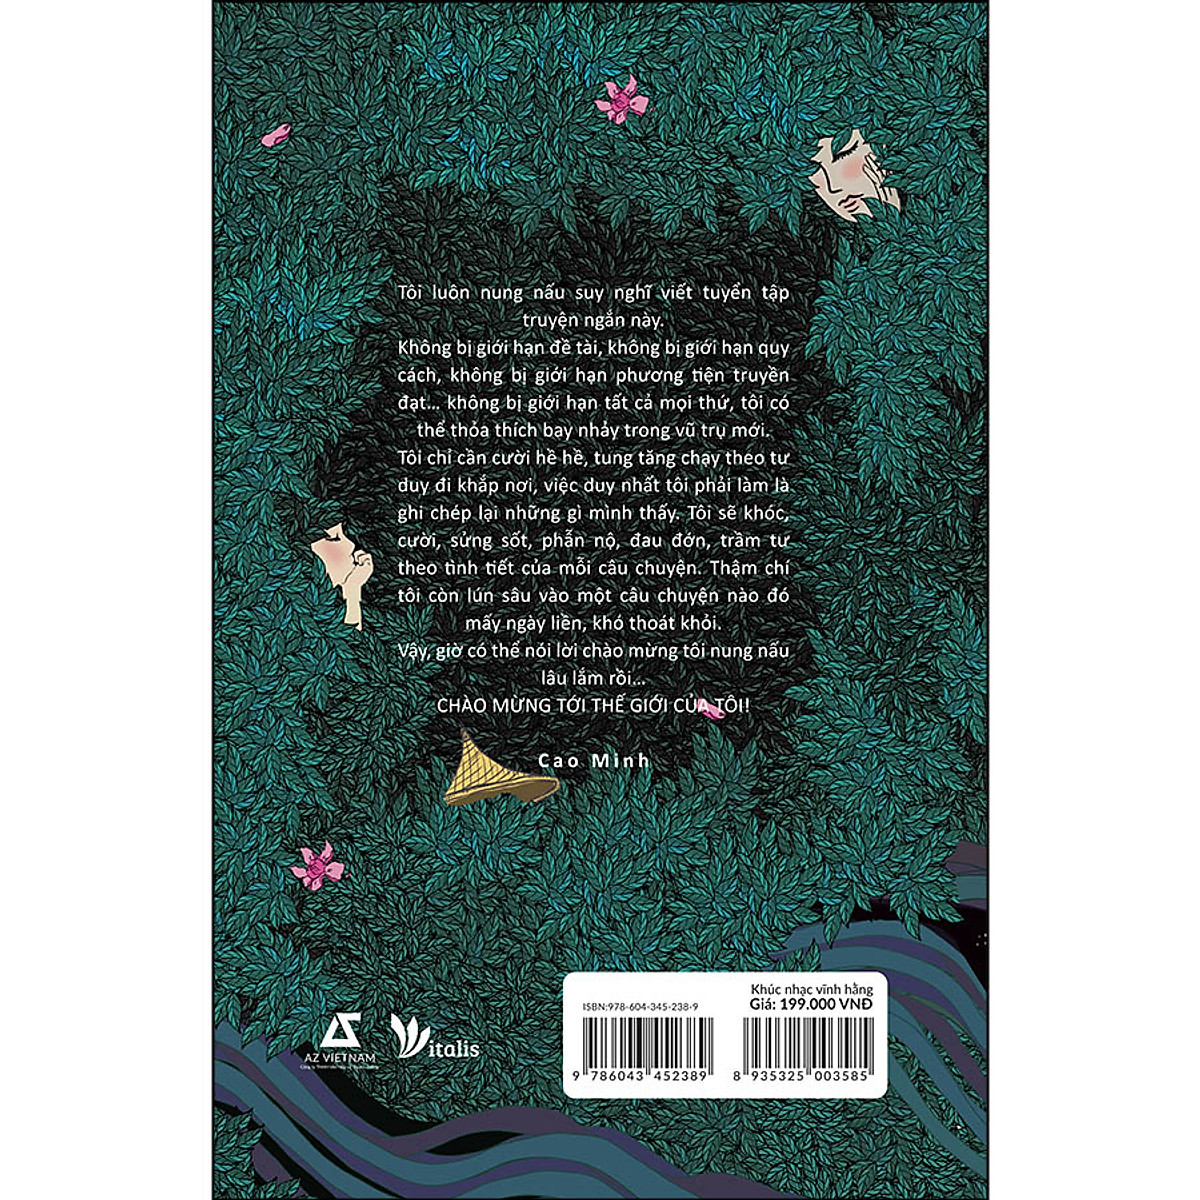 Tôi luôn nung nấu suy nghĩ viết tuyển tập
truyện ngắn này.
Không bị giới hạn đề tài, không bị giới hạn quy
cách, không bị giới hạn phương tiện truyền
đạt... không bị giới hạn tất cả mọi thứ, tôi có
thể thỏa thích bay nhảy trong vũ trụ mới.
Tôi chỉ cần cười hề hề, tung tăng chạy theo tư
duy đi khắp nơi, việc duy nhất tôi phải làm là
ghi chép lại những gì mình thấy. Tôi sẽ khóc,
cười, sửng sốt, phẫn nộ, đau đớn, trầm tư
theo tình tiết của mỗi câu chuyện. Thậm chí
tôi còn lún sâu vào một câu chuyện nào đó
mấy ngày liền, khó thoát khỏi.
Vậy, giờ có thể nói lời chào mừng tôi nung nấu
lâu lắm rồi...
CHÀO MỪNG TỚI THẾ GIỚI CỦA TÔI!
Cao Minh
Khúc nhạc vĩnh hằng
Giá: 199.000 VNĐ
ISBN:978-604-345-238-9
9 786043 452389
8 935325 003585
AZ VIETNAM
Vitalis